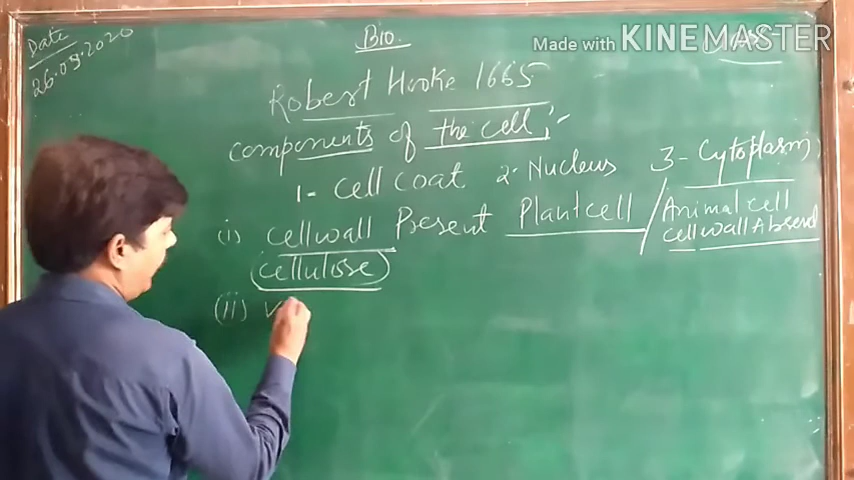 Date
26.09.2020
Bio.
Made with KINEMASTER
Robert Hooke 1665
components of the cell :-
1- cell coat 2. Nucleus 3- Cytoplasm
(i) cellwall Present Plantcell / Animal cell
cellwall Absent
cellulose
(ii) V